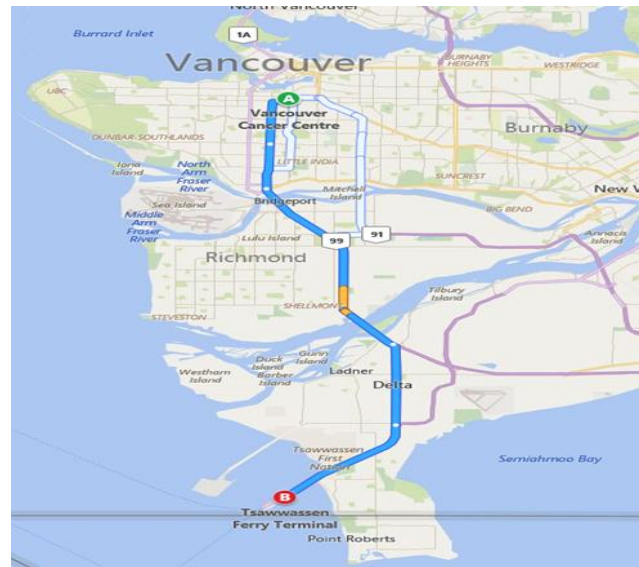 North Vancouver
Burrard Inlet
1A
Vancouver
BURNABY
HEIGHTS
WESTRIDGE
UBC
A
Vancouver
Cancer Centre
Burnaby
DUNBAR-SOUTHLANDS
LITTLE INDIA
Iona
Island
North
Arm
Fraser
River
SUNCREST
Mitchell
Island
New W
Sea Island
Bridgeport
BIG BEND
Middle
Arm
Fraser
River
Lulu Island
99
91
Annacis
Island
Richmond
Tilbury
Island
SHELLMONT
STEVESTON
Gunn
Island
Duck
Island
Barber
Island
Westham
Island
Ladner
Delta
Tsawwassen
First
Nation
Semiahmoo Bay
B
Tsawwassen
Ferry Terminal
Point Roberts